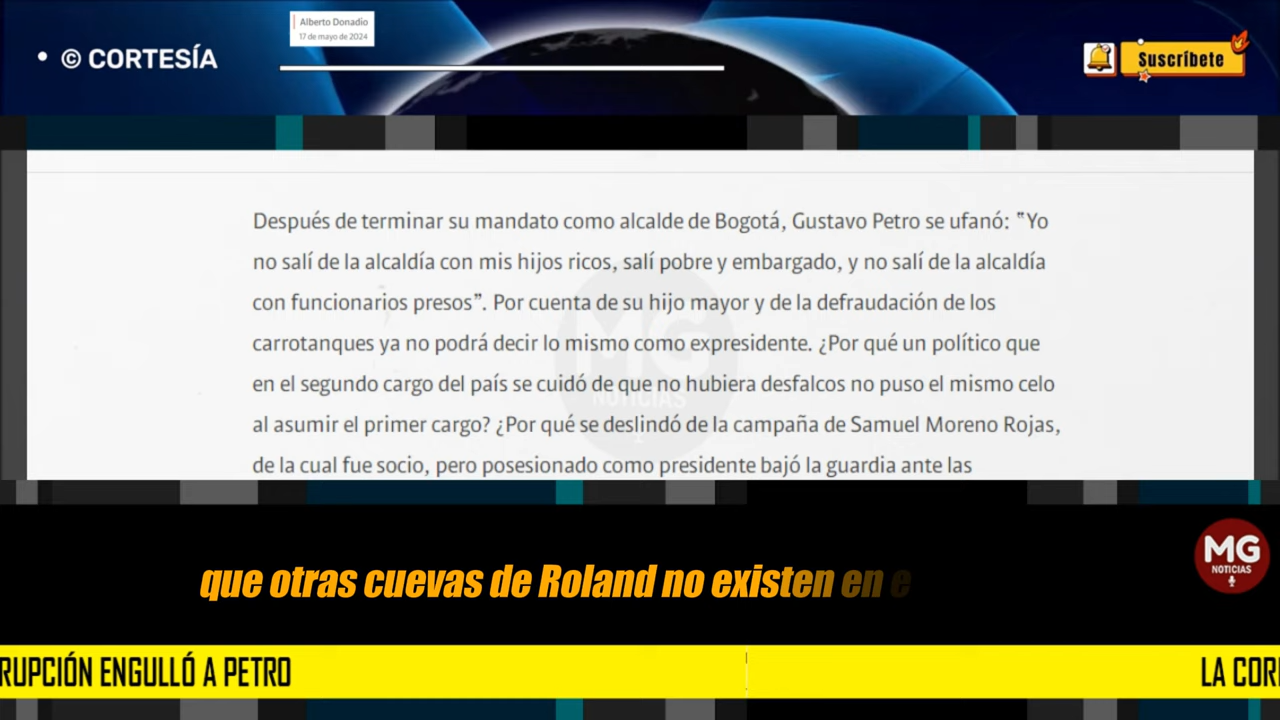 Alberto Donadio
17 de mayo de 2024
• © CORTESÍA
Suscríbete
Después de terminar su mandato como alcalde de Bogotá, Gustavo Petro se ufanó: “Yo
no salí de la alcaldía con mis hijos ricos, salí pobre y embargado, y no salí de la alcaldía
con funcionarios presos”. Por cuenta de su hijo mayor y de la defraudación de los
carrotanques ya no podrá decir lo mismo como expresidente. ¿Por qué un político que
en el segundo cargo del país se cuidó de que no hubiera desfalcos no puso el mismo celo
al asumir el primer cargo? ¿Por qué se deslindó de la campaña de Samuel Moreno Rojas,
de la cual fue socio, pero posesionado como presidente bajó la guardia ante las
MG
NOTICIAS
que otras cuevas de Roland no existen en e
MG
NOTICIAS
RUPCIÓN ENGULLÓ A PETRO
LA COR